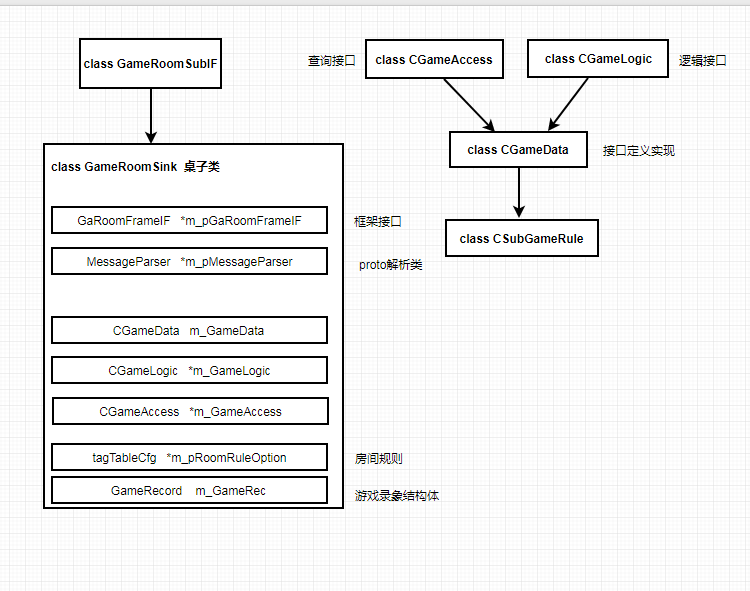 class GameRoomSubIF
查询接口
class CGameAccess
class CGameLogic
逻辑接口
class CGameData
接口定义实现
class CSubGameRule
class GameRoomSink 桌子类
GaRoomFrameIF *m_pGaRoomFrameIF
框架接口
MessageParser *m_pMessageParser
proto解析类
CGameData m_GameData
CGameLogic *m_GameLogic
CGameAccess *m_GameAccess
tagTableCfg *m_pRoomRuleOption
房间规则
GameRecord m_GameRec
游戏录象结构体